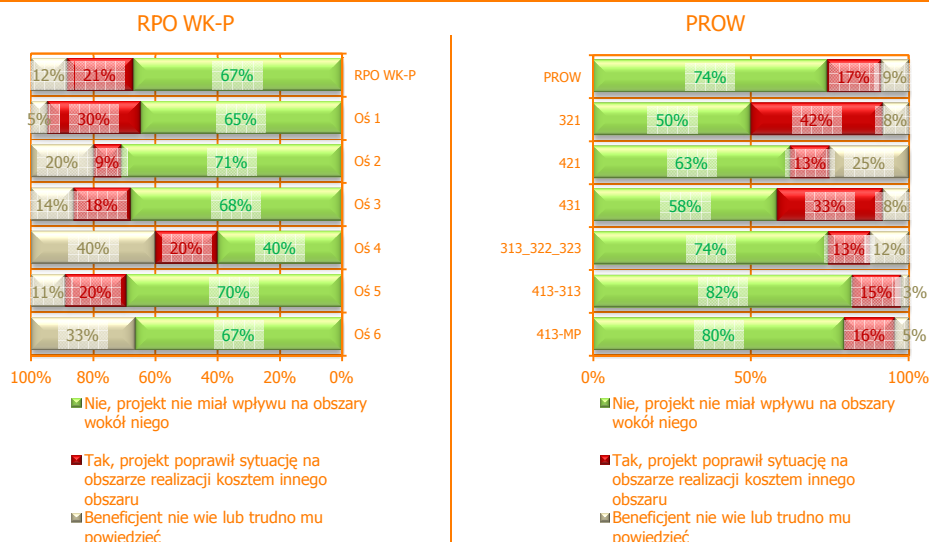 RPO WK-P
12% 21% 67% RPO WK-P
5% 30% 65% Oś 1
20% 9% 71% Oś 2
14% 18% 68% Oś 3
40% 20% 40% Oś 4
11% 20% 70% Oś 5
33% 67% Oś 6
100% 80% 60% 40% 20% 0%
Nie, projekt nie miał wpływu na obszary
wokół niego
Tak, projekt poprawił sytuację na
obszarze realizacji kosztem innego
obszaru
Beneficjent nie wie lub trudno mu
powiedzieć
PROW
PROW 74% 17% 9%
321 50% 42% 8%
421 63% 13% 25%
431 58% 33% 8%
313_322_323 74% 13% 12%
413-313 82% 15% 3%
413-MP 80% 16% 5%
0% 50% 100%
Nie, projekt nie miał wpływu na obszary
wokół niego
Tak, projekt poprawił sytuację na
obszarze realizacji kosztem innego
obszaru
Beneficjent nie wie lub trudno mu
powiedzieć